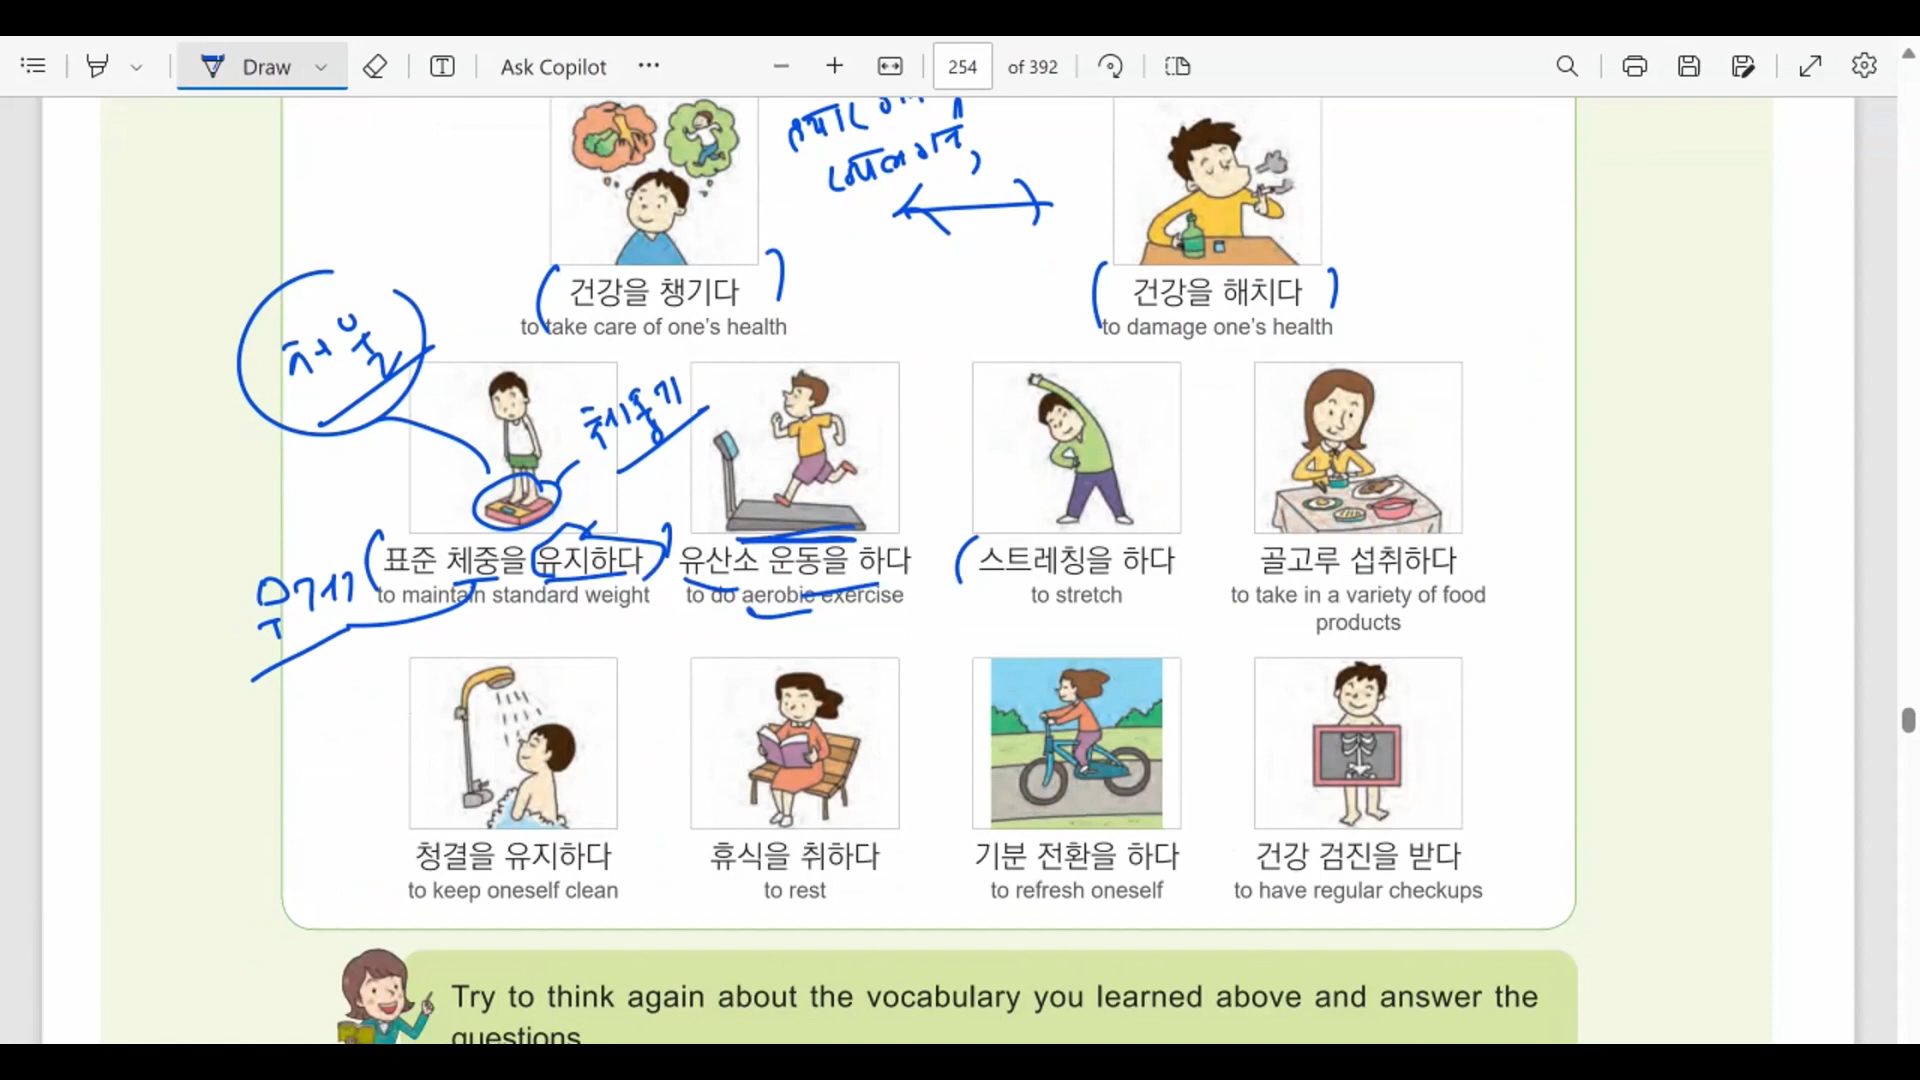 Draw
Ask Copilot
254 of 392
건강을 챙기다
to take care of one's health
건강을 해치다
to damage one's health
무게
표준 체중을 유지하다
to maintain standard weight
유산소 운동을 하다
to do aerobic exercise
스트레칭을 하다
to stretch
골고루 섭취하다
to take in a variety of food
products
청결을 유지하다
to keep oneself clean
휴식을 취하다
to rest
기분 전환을 하다
to refresh oneself
건강 검진을 받다
to have regular checkups
Try to think again about the vocabulary you learned above and answer the
questions